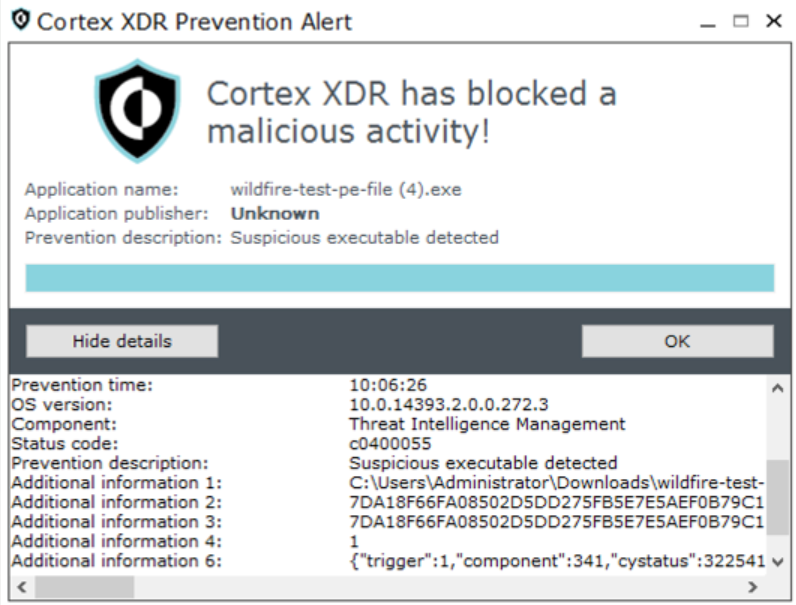 Cortex XDR Prevention Alert
Cortex XDR has blocked a
malicious activity!
Application name: wildfire-test-pe-file (4).exe
Application publisher: Unknown
Prevention description: Suspicious executable detected
Hide details OK
Prevention time: 10:06:26
OS version: 10.0.14393.2.0.0.272.3
Component: Threat Intelligence Management
Status code: c0400055
Prevention description: Suspicious executable detected
Additional information 1: C:\Users\Administrator\Downloads\wildfire-test-
Additional information 2: 7DA18F66FA08502D5DD275FB5E7E5AEF0B79C1
Additional information 3: 7DA18F66FA08502D5DD275FB5E7E5AEF0B79C1
Additional information 4: 1
Additional information 6: {"trigger":1,"component":341,"cystatus":322541